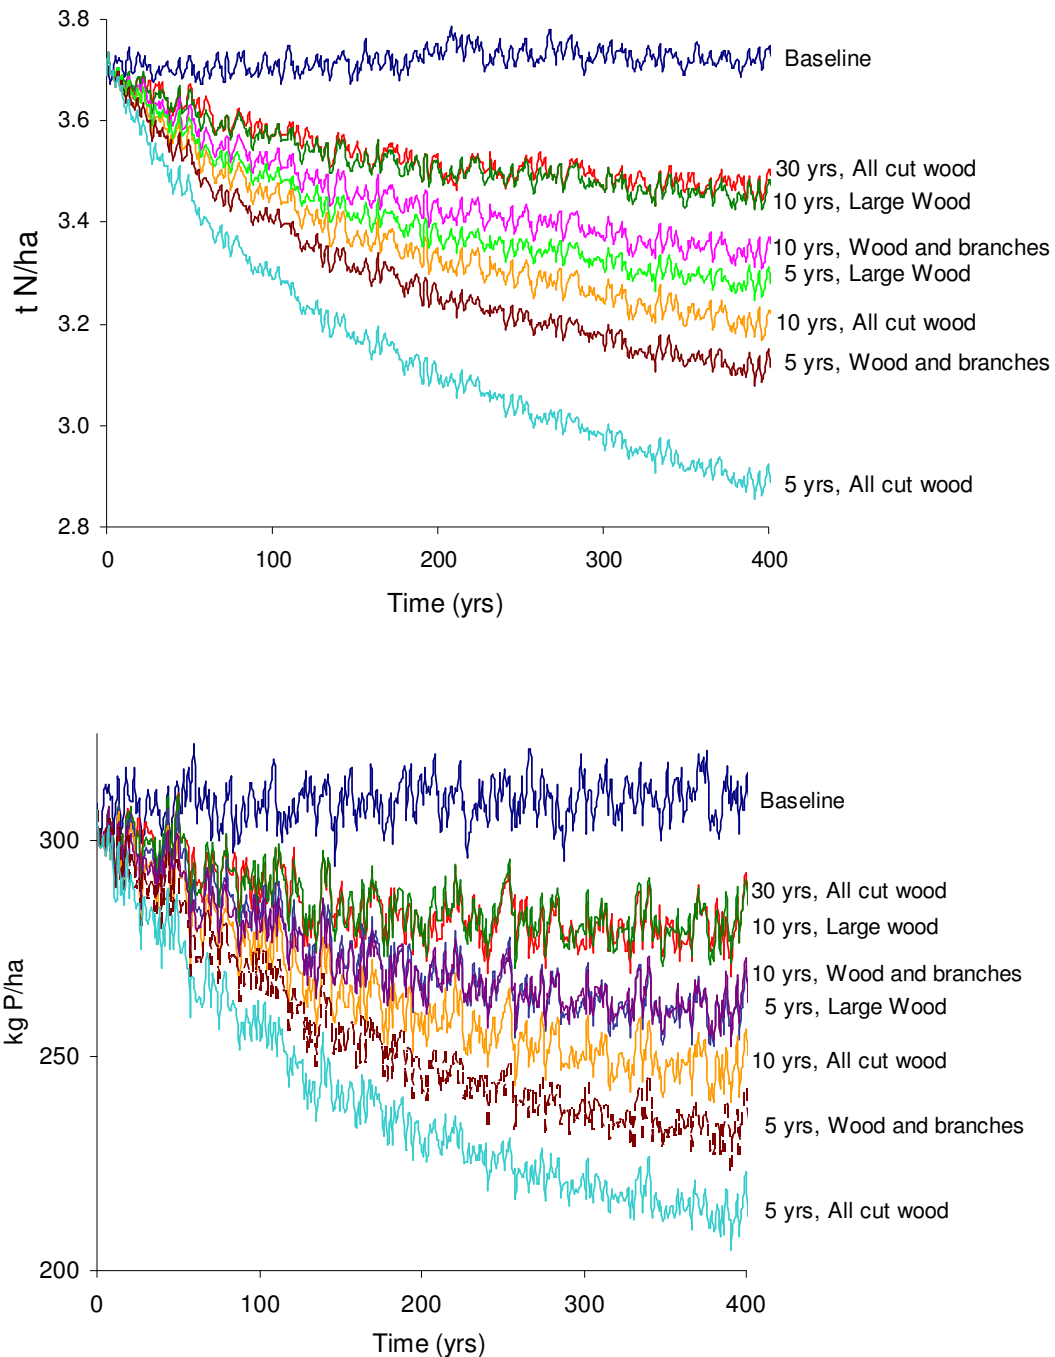 3.8
Baseline
3.6
30 yrs, All cut wood
10 yrs, Large Wood
3.4
10 yrs, Wood and branches
5 yrs, Large Wood
t N/ha
3.2
10 yrs, All cut wood
5 yrs, Wood and branches
3.0
5 yrs, All cut wood
2.8
0
100
200
300
400
Time (yrs)
Baseline
300
30 yrs, All cut wood
10 yrs, Large wood
10 yrs, Wood and branches
5 yrs, Large Wood
kg P/ha
250
10 yrs, All cut wood
5 yrs, Wood and branches
5 yrs, All cut wood
200
0
100
200
300
400
Time (yrs)